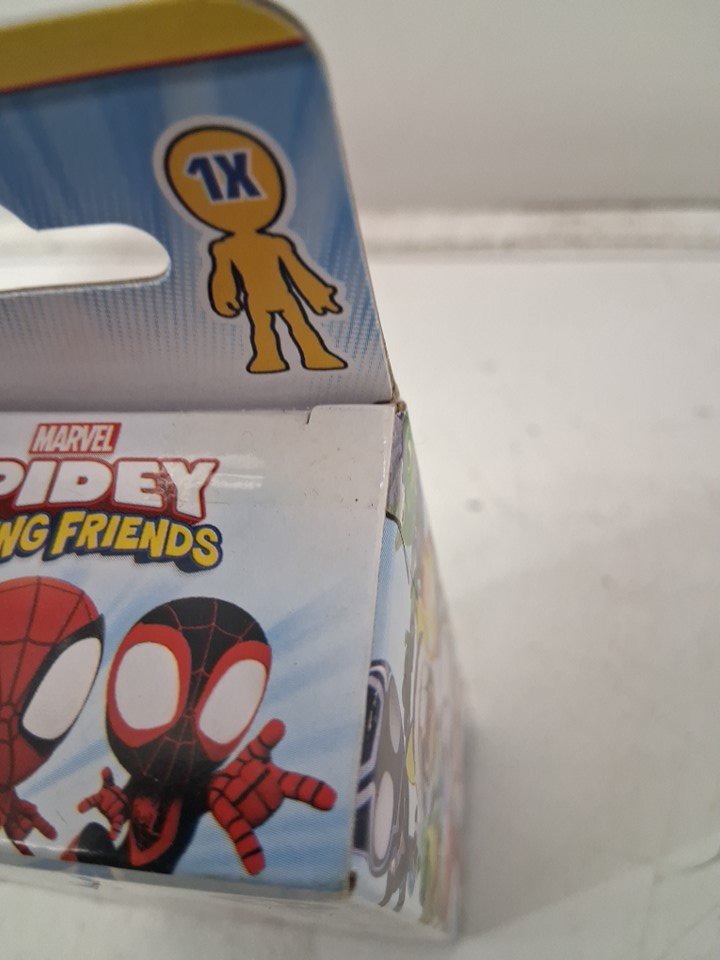 1X
MARVEL
PIDEY
NG FRIENDS